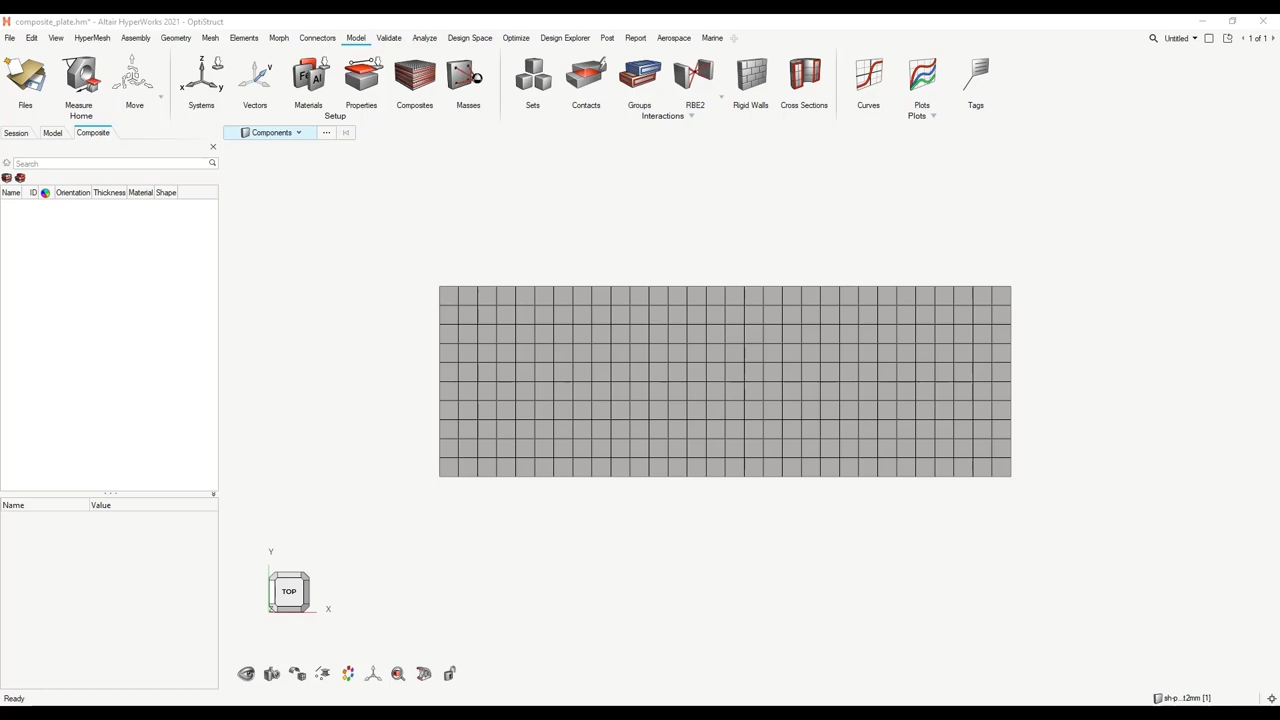 composite_plate.hm* - Altair HyperWorks 2021 - OptiStruct
File Edit View HyperMesh Assembly Geometry Mesh Elements Morph Connectors Model Validate Analyze Design Space Optimize Design Explorer Post Report Aerospace Marine Untitled 1 of 1
Files Measure Move Systems Vectors Materials Properties Composites Masses Sets Contacts Groups RBE2 Rigid Walls Cross Sections Curves Plots Tags
Home Setup Interactions Plots
Session Model Composite Components
Search
Name ID Orientation Thickness Material Shape
Name Value
Y
TOP
Z X
Ready sh-p...t2mm [1]